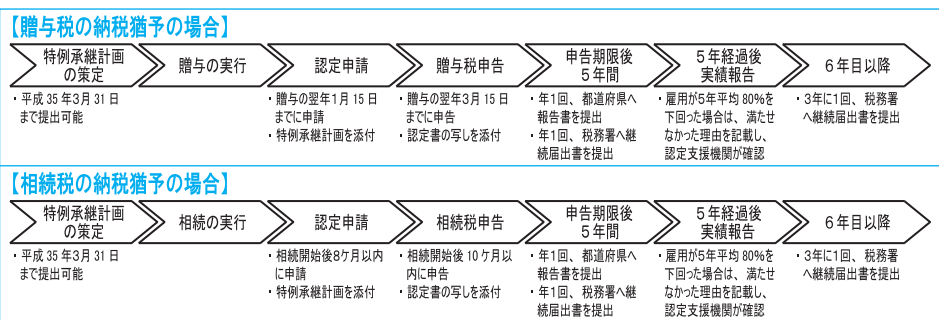 【贈与税の納税猶予の場合】
特例承継計画
の策定
贈与の実行
認定申請
贈与税申告
申告期限後
5年間
5年経過後
実績報告
6年目以降
・平成35年3月31日
まで提出可能
・贈与の翌年1月15日
までに申請
・特例承継計画を添付
・贈与の翌年3月15日
までに申告
・認定書の写しを添付
・年1回、都道府県へ
報告書を提出
・年1回、税務署へ継
続届出書を提出
・雇用が5年平均80%を
下回った場合は、満たせ
なかった理由を記載し、
認定支援機関が確認
・3年に1回、税務署
へ継続届出書を提出
【相続税の納税猶予の場合】
特例承継計画
の策定
相続の実行
認定申請
相続税申告
申告期限後
5年間
5年経過後
実績報告
6年目以降
・平成35年3月31日
まで提出可能
・相続開始後8ケ月以内
に申請
・特例承継計画を添付
・相続開始後10ケ月以
内に申告
・認定書の写しを添付
・年1回、都道府県へ
報告書を提出
・年1回、税務署へ継
続届出書を提出
・雇用が5年平均80%を
下回った場合は、満たせ
なかった理由を記載し、
認定支援機関が確認
・3年に1回、税務署
へ継続届出書を提出